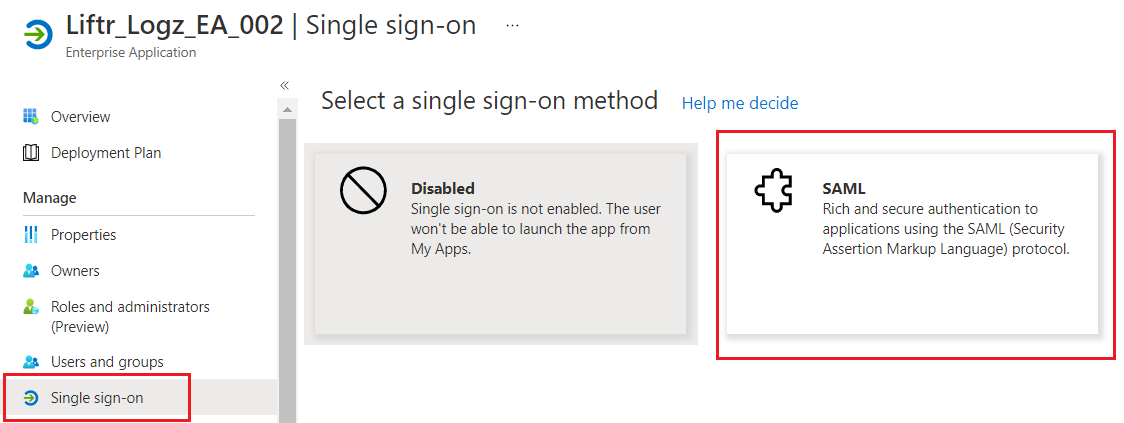 Liftr_Logz_EA_002 | Single sign-on ...
Enterprise Application
«
Overview
Deployment Plan
Manage
Properties
Owners
Roles and administrators
(Preview)
Users and groups
Single sign-on
Select a single sign-on method Help me decide
Disabled
Single sign-on is not enabled. The user
won't be able to launch the app from
My Apps.
SAML
Rich and secure authentication to
applications using the SAML (Security
Assertion Markup Language) protocol.